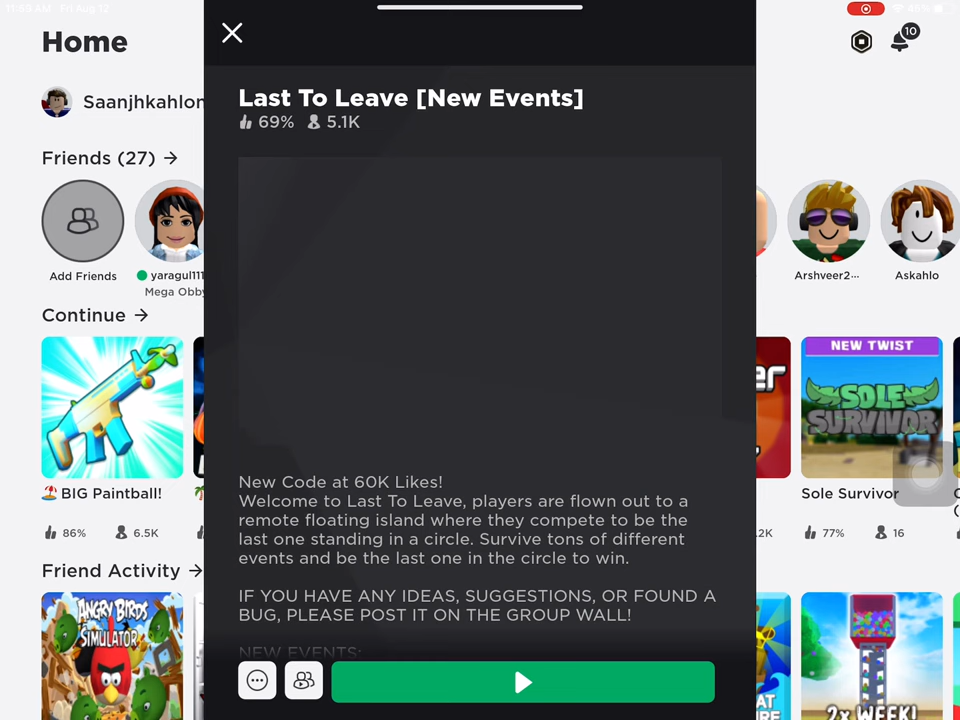 Home
10
Saanjhkahlon
Friends (27) →
Add Friends
yaragul111
Mega Obby
Arshveer2...
Askahlo
Continue →
BIG Paintball!
86% 6.5K
NEW TWIST
SOLE
SURVIVOR
Sole Survivor
77% 16
Friend Activity →
ANGRY BIRDS
SIMULATOR
2x WEEK!
Last To Leave [New Events]
69% 5.1K
New Code at 60K Likes!
Welcome to Last To Leave, players are flown out to a
remote floating island where they compete to be the
last one standing in a circle. Survive tons of different
events and be the last one in the circle to win.
IF YOU HAVE ANY IDEAS, SUGGESTIONS, OR FOUND A
BUG, PLEASE POST IT ON THE GROUP WALL!
NEW EVENTS: